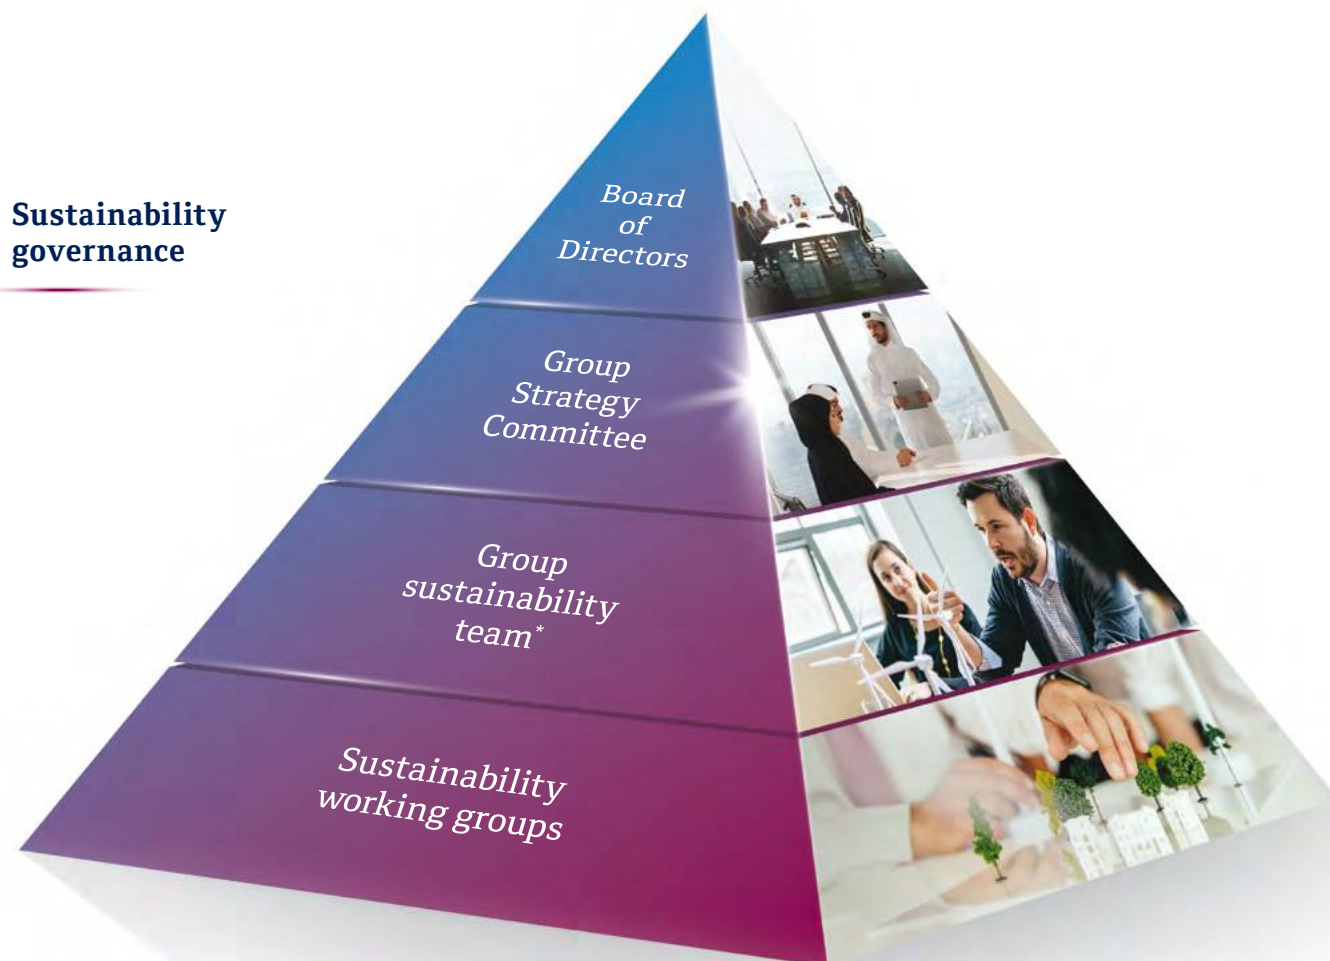 Sustainability
governance
Board
of
Directors
Group
Strategy
Committee
Group
sustainability
team*
Sustainability
working groups